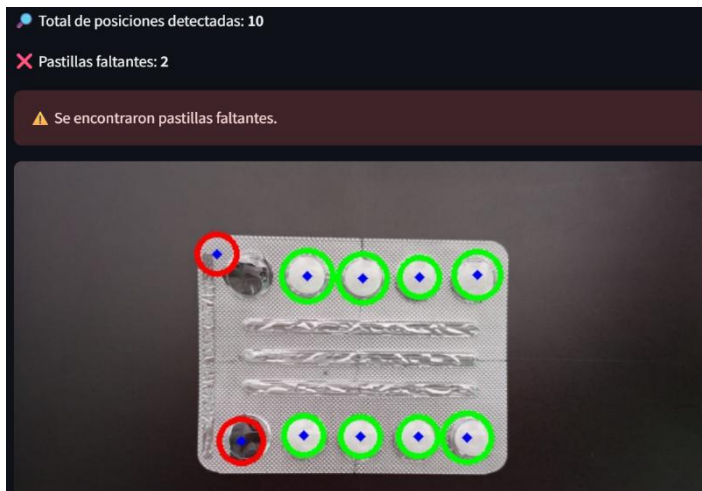 🔎 Total de posiciones detectadas: 10
❌ Pastillas faltantes: 2
⚠️ Se encontraron pastillas faltantes.